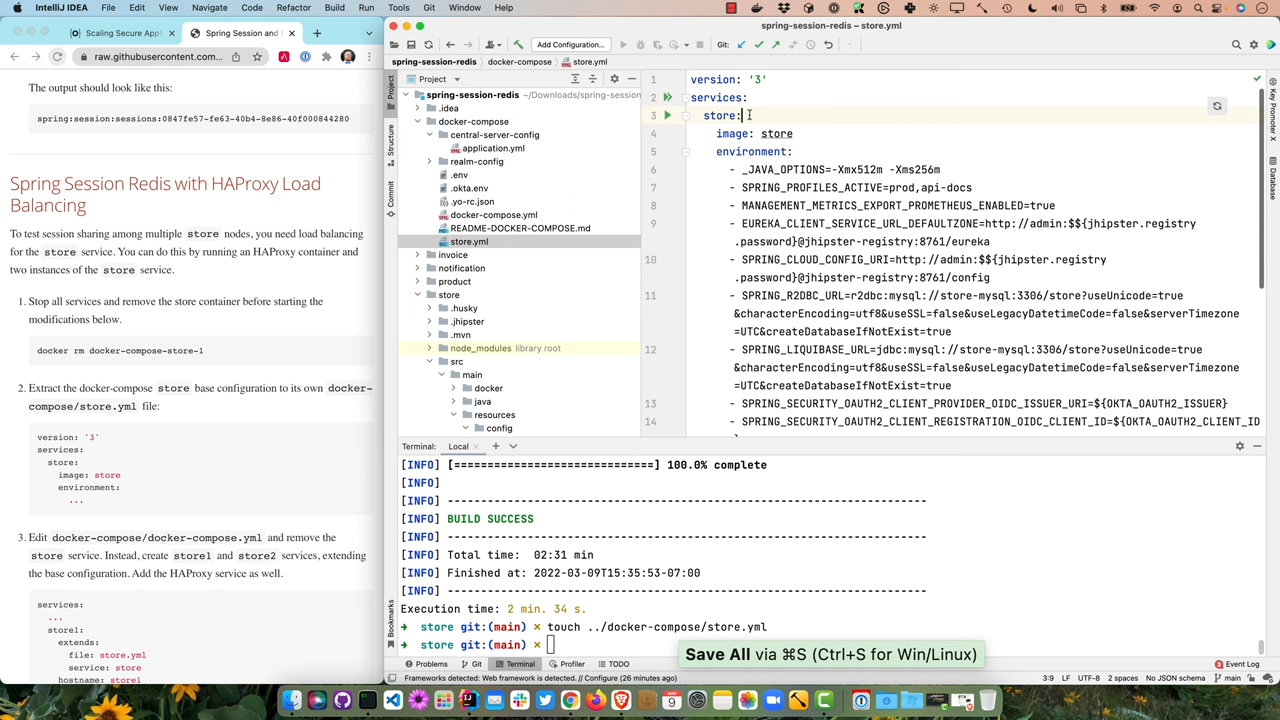 IntelliJ IDEA File Edit View Navigate Code Refactor Build Run Tools Git Window Help
Scaling Secure Appl
Spring Session and
raw.githubusercontent.com...
The output should look like this:
spring:session:sessions:0847fe57-fe63-40b4-8e86-40f000844280
Spring Session Redis with HAProxy Load
Balancing
To test session sharing among multiple store nodes, you need load balancing
for the store service. You can do this by running an HAProxy container and
two instances of the store service.
1. Stop all services and remove the store container before starting the
modifications below.
docker rm docker-compose-store-1
2. Extract the docker-compose store base configuration to its own docker-
compose/store.yml file:
version: '3'
services:
store:
image: store
environment:
...
3. Edit docker-compose/docker-compose.yml and remove the
store service. Instead, create store1 and store2 services, extending
the base configuration. Add the HAProxy service as well.
services:
...
store1:
extends:
file: store.yml
service: store
hostname: store1
spring-session-redis – store.yml
Add Configuration...
Git:
spring-session-redis
docker-compose
store.yml
Project
spring-session-redis ~/Downloads/spring-session
.idea
docker-compose
central-server-config
application.yml
realm-config
.env
.okta.env
.yo-rc.json
docker-compose.yml
README-DOCKER-COMPOSE.md
store.yml
invoice
notification
product
store
.husky
.jhipster
.mvn
node_modules library root
src
main
docker
java
resources
config
Project
Structure
Commit
Bookmarks
1 version: '3'
2 services:
3 store:
4 image: store
5 environment:
6 - _JAVA_OPTIONS=-Xmx512m -Xms256m
7 - SPRING_PROFILES_ACTIVE=prod,api-docs
8 - MANAGEMENT_METRICS_EXPORT_PROMETHEUS_ENABLED=true
9 - EUREKA_CLIENT_SERVICE_URL_DEFAULTZONE=http://admin:$${jhipster.registry
.password}@jhipster-registry:8761/eureka
10 - SPRING_CLOUD_CONFIG_URI=http://admin:$${jhipster.registry
.password}@jhipster-registry:8761/config
11 - SPRING_R2DBC_URL=r2dbc:mysql://store-mysql:3306/store?useUnicode=true
&characterEncoding=utf8&useSSL=false&useLegacyDatetimeCode=false&serverTimezone
=UTC&createDatabaseIfNotExist=true
12 - SPRING_LIQUIBASE_URL=jdbc:mysql://store-mysql:3306/store?useUnicode=true
&characterEncoding=utf8&useSSL=false&useLegacyDatetimeCode=false&serverTimezone
=UTC&createDatabaseIfNotExist=true
13 - SPRING_SECURITY_OAUTH2_CLIENT_PROVIDER_OIDC_ISSUER_URI=${OKTA_OAUTH2_ISSUER}
14 - SPRING_SECURITY_OAUTH2_CLIENT_REGISTRATION_OIDC_CLIENT_ID=${OKTA_OAUTH2_CLIENT_ID
Key Promoter X
Database
Terminal: Local
[INFO] [=============================] 100.0% complete
[INFO]
[INFO] ------------------------------------------------------------------------
[INFO] BUILD SUCCESS
[INFO] ------------------------------------------------------------------------
[INFO] Total time: 02:31 min
[INFO] Finished at: 2022-03-09T15:35:53-07:00
[INFO] ------------------------------------------------------------------------
Execution time: 2 min. 34 s.
store git:(main) × touch ../docker-compose/store.yml
store git:(main) ×
Save All via ⌘S (Ctrl+S for Win/Linux)
Problems Git Terminal Profiler TODO
Event Log
Frameworks detected: Web framework is detected. // Configure (26 minutes ago)
3:9 LF UTF-8 2 spaces No JSON schema main